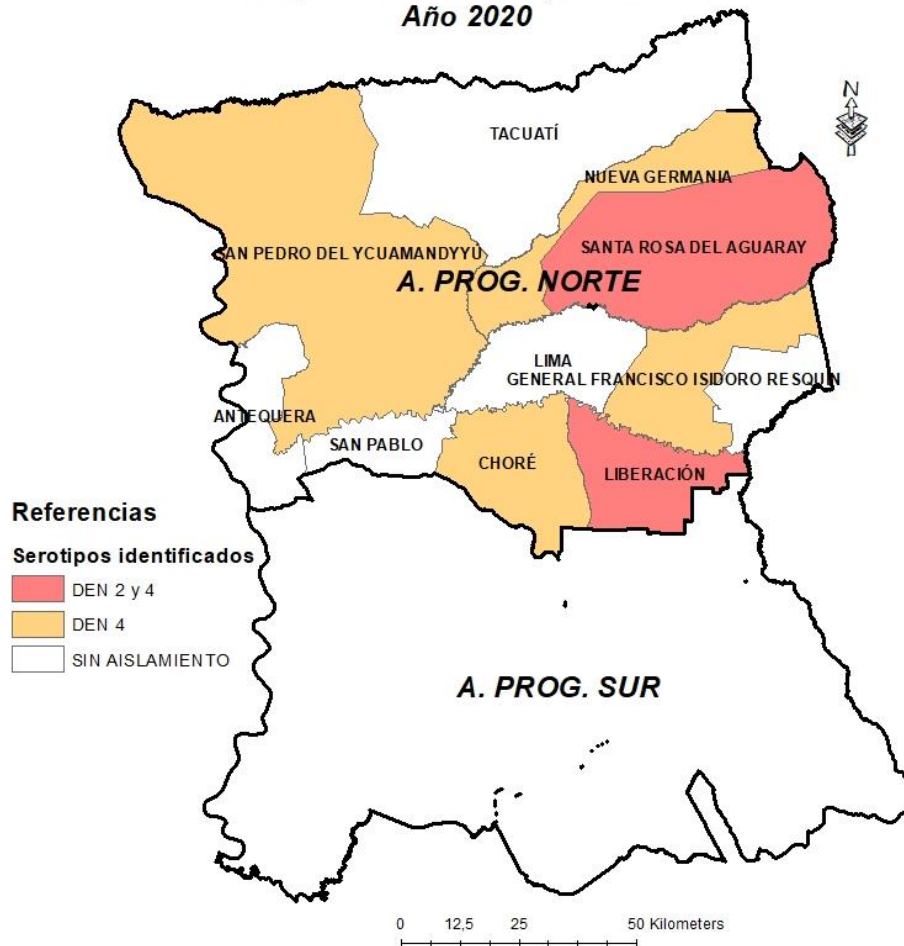 Año 2020
N
TACUATÍ
NUEVA GERMANIA
SANTA ROSA DEL AGUARAY
SAN PEDRO DEL YCUAMANDYYÚ
A. PROG. NORTE
LIMA
GENERAL FRANCISCO ISIDORO RESQUIN
ANTEQUERA
SAN PABLO
CHORÉ
LIBERACIÓN
Referencias
Serotipos identificados
DEN 2 y 4
DEN 4
SIN AISLAMIENTO
A. PROG. SUR
0 12,5 25 50 Kilometers